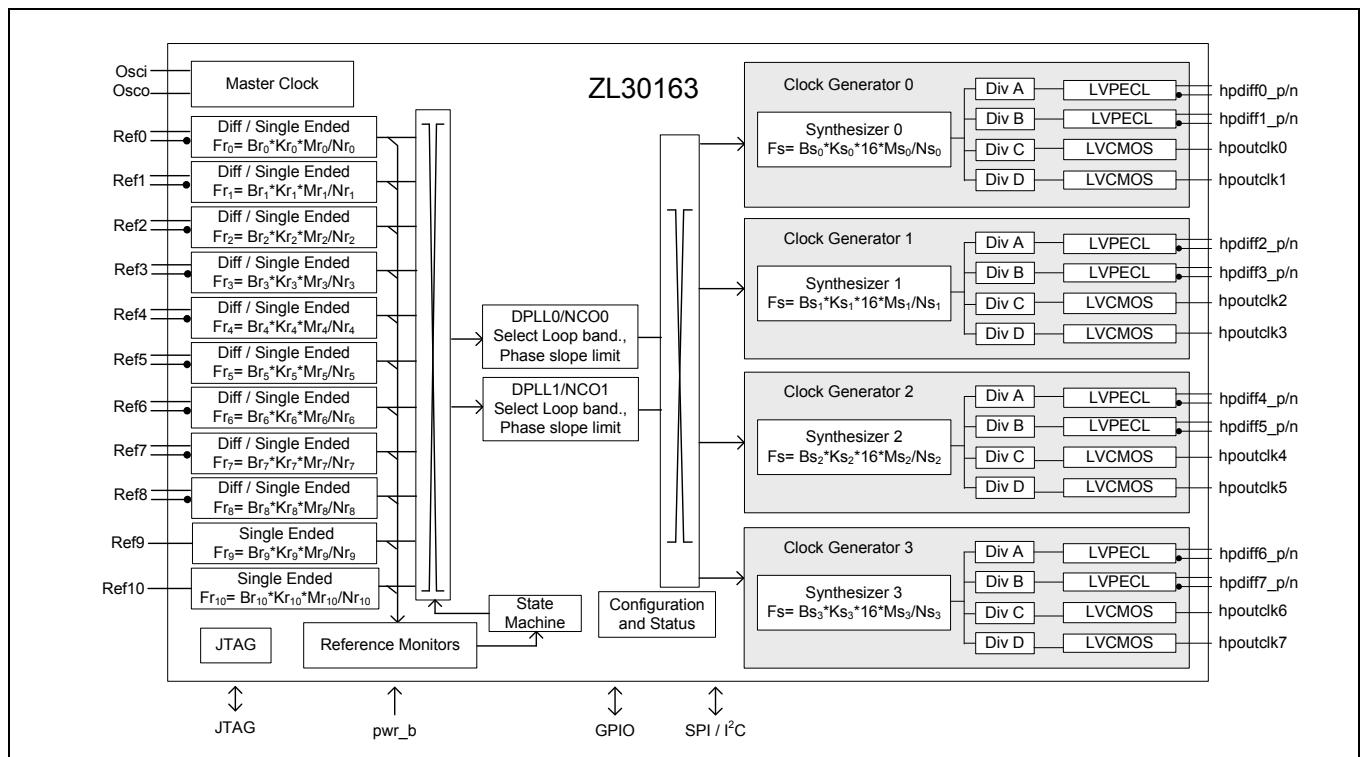 ZL30163
Osci
Osco
Master Clock
Ref0
Diff / Single Ended
Fr0= Br0*Kr0*Mr0/Nr0
Ref1
Diff / Single Ended
Fr1= Br1*Kr1*Mr1/Nr1
Ref2
Diff / Single Ended
Fr2= Br2*Kr2*Mr2/Nr2
Ref3
Diff / Single Ended
Fr3= Br3*Kr3*Mr3/Nr3
Ref4
Diff / Single Ended
Fr4= Br4*Kr4*Mr4/Nr4
Ref5
Diff / Single Ended
Fr5= Br5*Kr5*Mr5/Nr5
Ref6
Diff / Single Ended
Fr6= Br6*Kr6*Mr6/Nr6
Ref7
Diff / Single Ended
Fr7= Br7*Kr7*Mr7/Nr7
Ref8
Diff / Single Ended
Fr8= Br8*Kr8*Mr8/Nr8
Ref9
Single Ended
Fr9= Br9*Kr9*Mr9/Nr9
Ref10
Single Ended
Fr10= Br10*Kr10*Mr10/Nr10
JTAG
Reference Monitors
State
Machine
DPLL0/NCO0
Select Loop band.,
Phase slope limit
DPLL1/NCO1
Select Loop band.,
Phase slope limit
Configuration
and Status
Clock Generator 0
Synthesizer 0
Fs= Bs0*Ks0*16*Ms0/Ns0
Div A
LVPECL
hpdiff0_p/n
Div B
LVPECL
hpdiff1_p/n
Div C
LVCMOS
hpoutclk0
Div D
LVCMOS
hpoutclk1
Clock Generator 1
Synthesizer 1
Fs= Bs1*Ks1*16*Ms1/Ns1
Div A
LVPECL
hpdiff2_p/n
Div B
LVPECL
hpdiff3_p/n
Div C
LVCMOS
hpoutclk2
Div D
LVCMOS
hpoutclk3
Clock Generator 2
Synthesizer 2
Fs= Bs2*Ks2*16*Ms2/Ns2
Div A
LVPECL
hpdiff4_p/n
Div B
LVPECL
hpdiff5_p/n
Div C
LVCMOS
hpoutclk4
Div D
LVCMOS
hpoutclk5
Clock Generator 3
Synthesizer 3
Fs= Bs3*Ks3*16*Ms3/Ns3
Div A
LVPECL
hpdiff6_p/n
Div B
LVPECL
hpdiff7_p/n
Div C
LVCMOS
hpoutclk6
Div D
LVCMOS
hpoutclk7
JTAG
pwr_b
GPIO
SPI / I²C